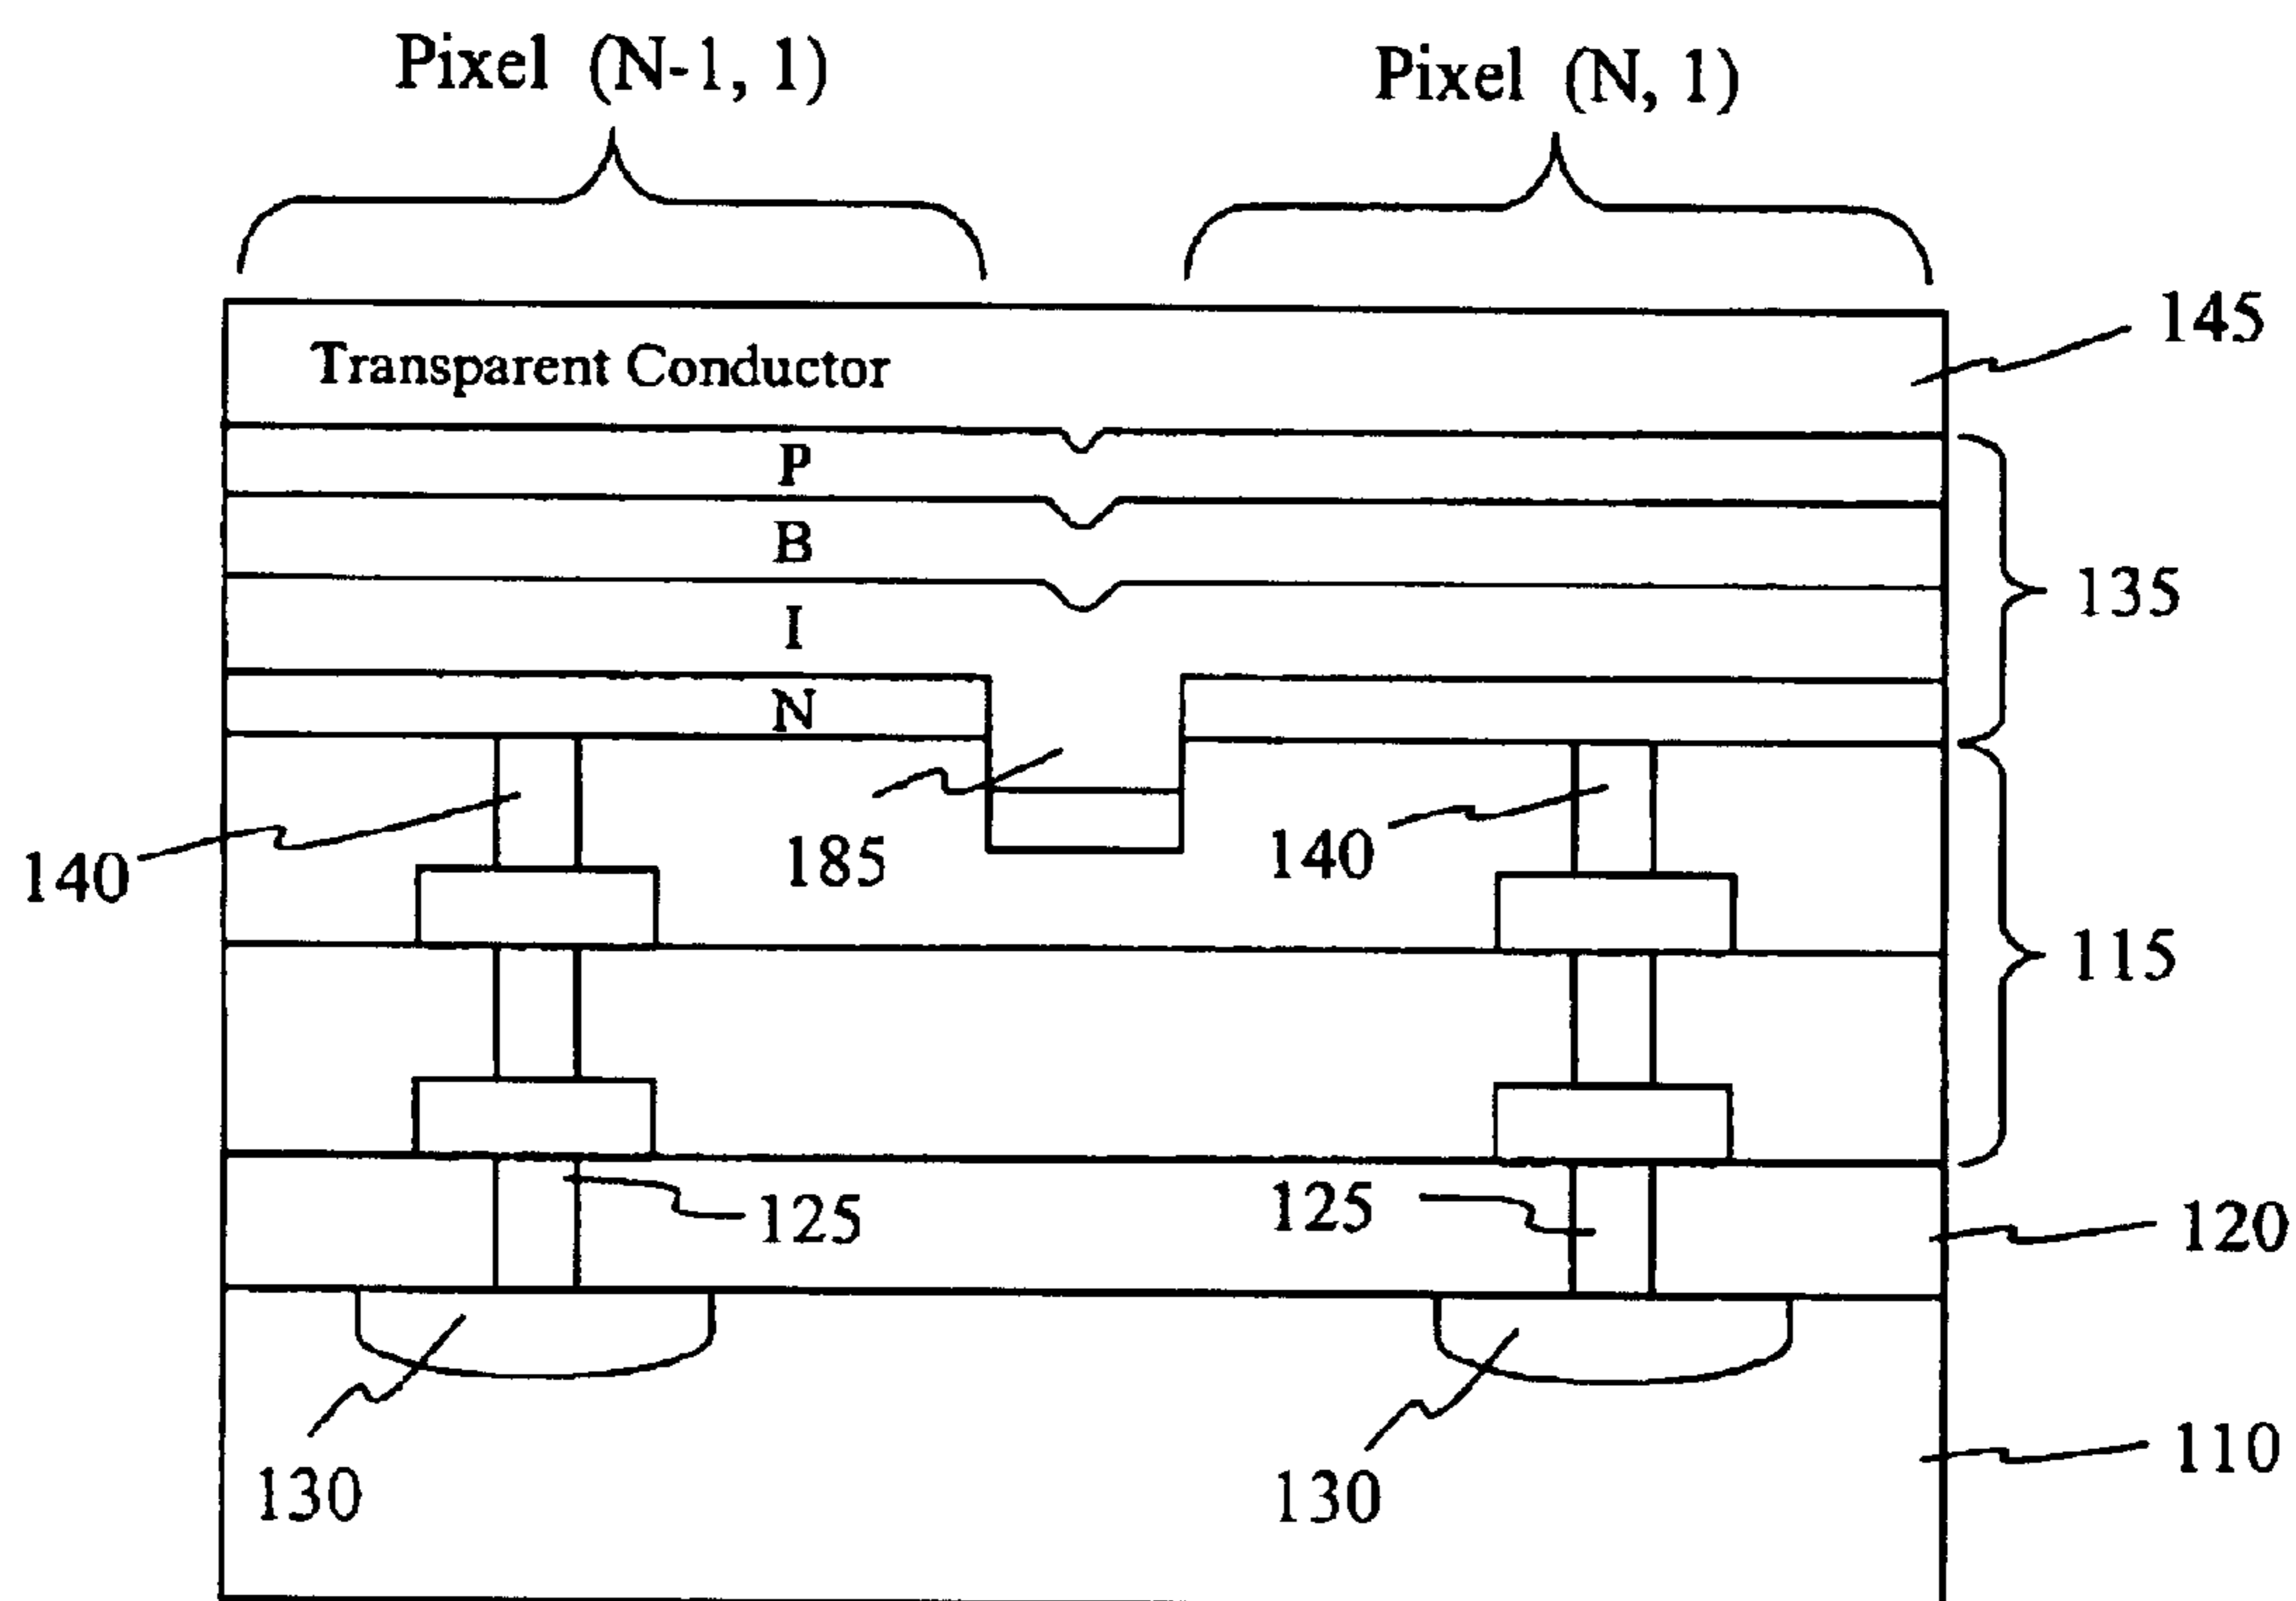 Pixel (N-1, 1)
Pixel (N, 1)
145
Transparent Conductor
P
B
135
I
N
140
185
140
115
125
125
120
130
130
110